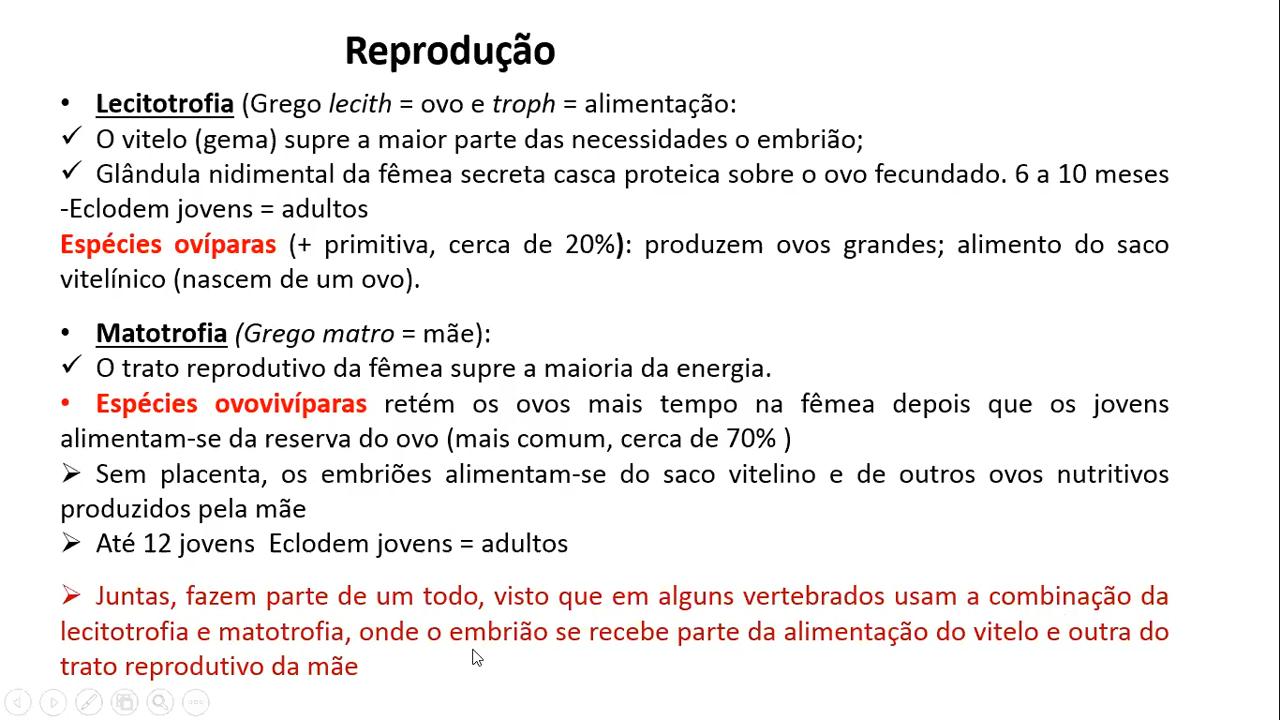 Reprodução
• Lecitotrofia (Grego lecith = ovo e troph = alimentação:
✓ O vitelo (gema) supre a maior parte das necessidades o embrião;
✓ Glândula nidimental da fêmea secreta casca proteica sobre o ovo fecundado. 6 a 10 meses
-Eclodem jovens = adultos
Espécies ovíparas (+ primitiva, cerca de 20%): produzem ovos grandes; alimento do saco
vitelínico (nascem de um ovo).
• Matotrofia (Grego matro = mãe):
✓ O trato reprodutivo da fêmea supre a maioria da energia.
• Espécies ovovivíparas retém os ovos mais tempo na fêmea depois que os jovens
alimentam-se da reserva do ovo (mais comum, cerca de 70% )
➢ Sem placenta, os embriões alimentam-se do saco vitelino e de outros ovos nutritivos
produzidos pela mãe
➢ Até 12 jovens  Eclodem jovens = adultos
➢ Juntas, fazem parte de um todo, visto que em alguns vertebrados usam a combinação da
lecitotrofia e matotrofia, onde o embrião se recebe parte da alimentação do vitelo e outra do
trato reprodutivo da mãe